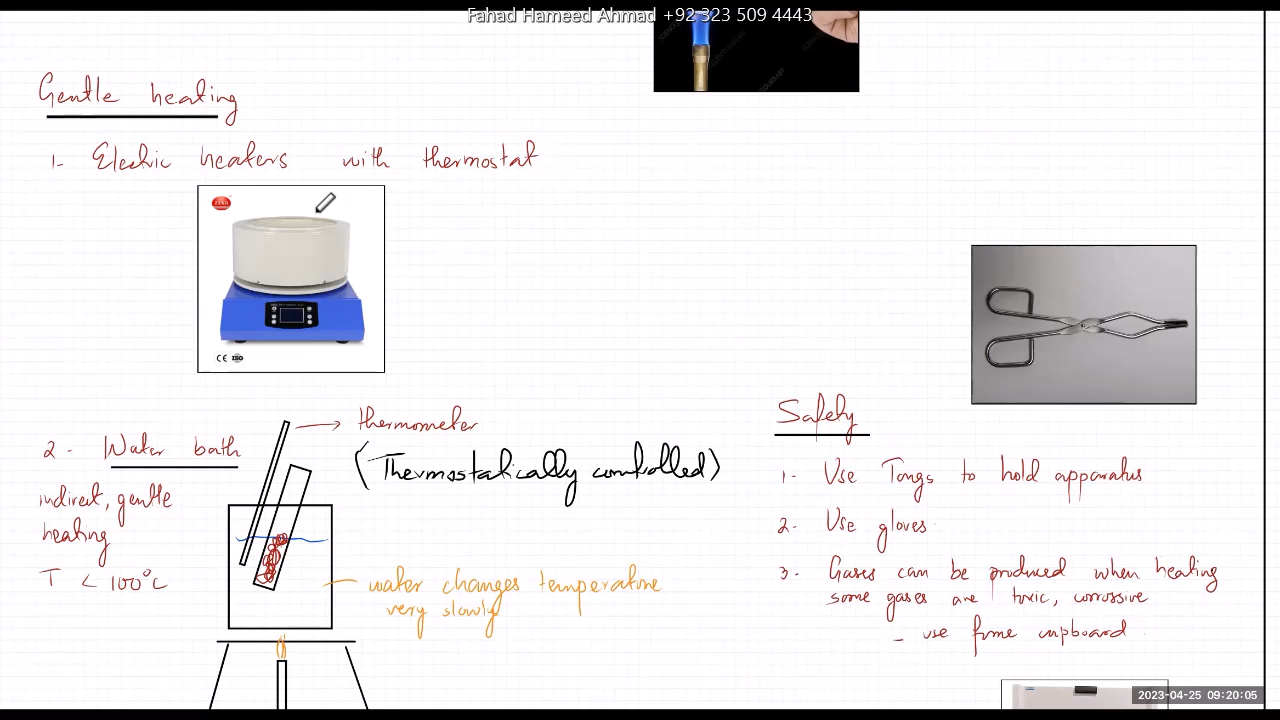 Fahad Hameed Ahmad +92 323 509 4443
Gentle heating
1- Electric heaters with thermostat
CE ISO
thermometer
2- Water bath
(Thermostatically controlled)
indirect, gentle
heating
T < 100°C
water changes temperature
very slowly
Safety
1- Use Tongs to hold apparatus
2- Use gloves
3- Gases can be produced when heating
some gases are toxic, corrossive
- use fume cupboard
2023-04-25 09:20:05